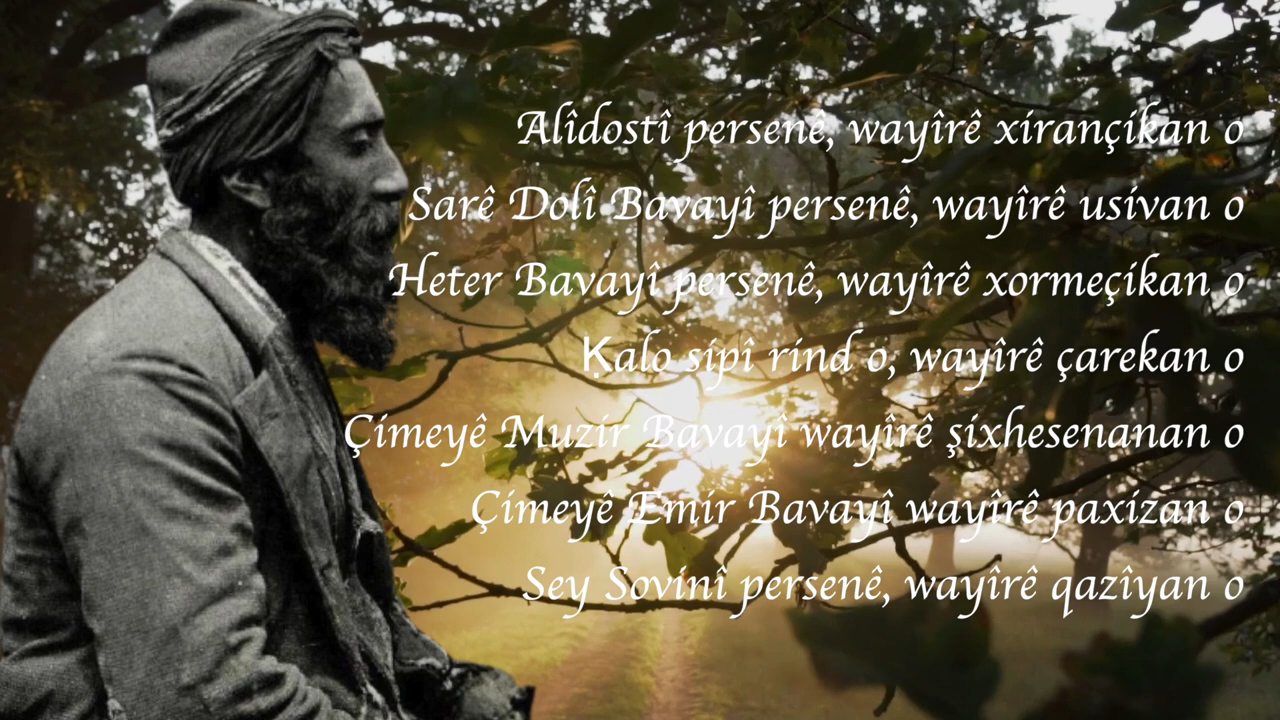 Alîdostî persenê, wayîrê xirançikan o
Sarê Dolî Bavayî persenê, wayîrê usivan o
Heter Bavayî persenê, wayîrê xormeçikan o
Ḳalo sipî rind o, wayîrê çarekan o
Çimeyê Muzir Bavayî wayîrê şixhesenanan o
Çimeyê Emir Bavayî wayîrê paxizan o
Sey Sovinî persenê, wayîrê qazîyan o